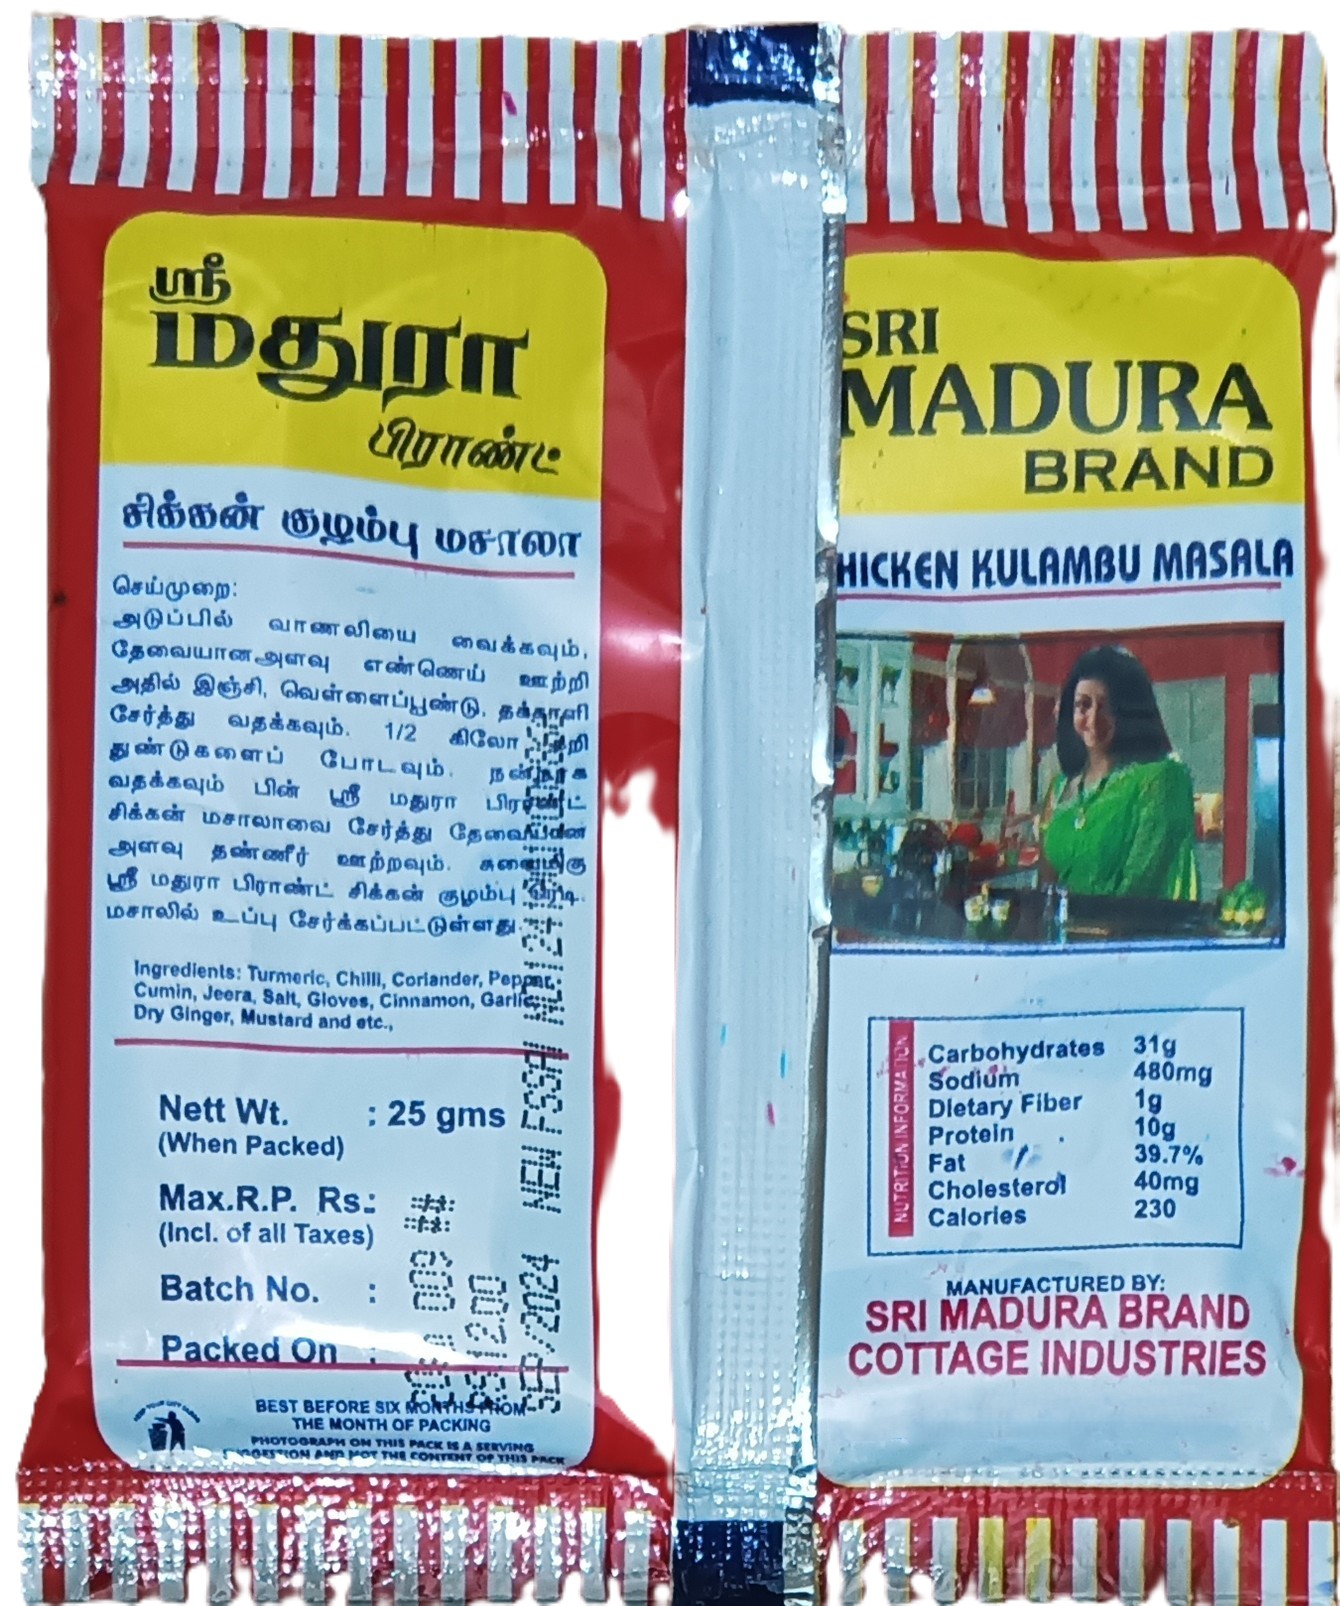 ஸ்ரீ
மதுரா
பிராண்ட்
சிக்கன் குழம்பு மசாலா
செய்முறை:
அடுப்பில் வாணலியை வைக்கவும்,
தேவையானஅளவு எண்ணெய் ஊற்றி
அதில் இஞ்சி, வெள்ளைப்பூண்டு, தக்காளி
சேர்த்து வதக்கவும். 1/2 கிலோ கறி
துண்டுகளைப் போடவும். நன்றாக
வதக்கவும் பின் ஸ்ரீ மதுரா பிராண்ட்
சிக்கன் மசாலாவை சேர்த்து தேவையான
அளவு தண்ணீர் ஊற்றவும். சுவைமிகு
ஸ்ரீ மதுரா பிராண்ட் சிக்கன் குழம்பு ரெடி.
மசாலில் உப்பு சேர்க்கப்பட்டுள்ளது.
Ingredients: Turmeric, Chilli, Coriander, Pepper,
Cumin, Jeera, Salt, Gloves, Cinnamon, Garlic,
Dry Ginger, Mustard and etc.,
Nett Wt. : 25 gms
(When Packed)
Max.R.P. Rs.:
(Incl. of all Taxes)
Batch No. :
Packed On :
/2024 NEW FSSAI
BEST BEFORE SIX MONTHS FROM
THE MONTH OF PACKING
PHOTOGRAPH ON THIS PACK IS A SERVING
SUGGESTION AND NOT THE CONTENT OF THIS PACK
SRI
MADURA
BRAND
HICKEN KULAMBU MASALA
NUTRITION INFORMATION
Carbohydrates 31g
Sodium 480mg
Dietary Fiber 1g
Protein 10g
Fat 39.7%
Cholesterol 40mg
Calories 230
MANUFACTURED BY:
SRI MADURA BRAND
COTTAGE INDUSTRIES